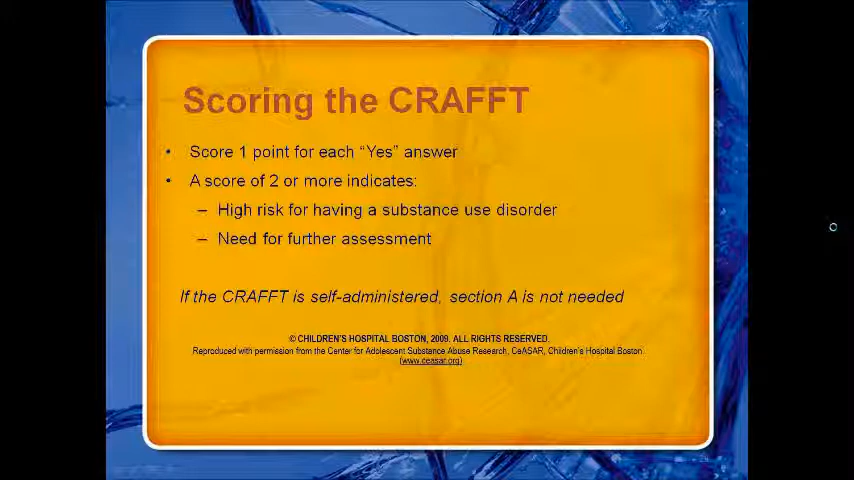 Scoring the CRAFFT
• Score 1 point for each “Yes” answer
• A score of 2 or more indicates:
– High risk for having a substance use disorder
– Need for further assessment
If the CRAFFT is self-administered, section A is not needed
© CHILDREN’S HOSPITAL BOSTON, 2009. ALL RIGHTS RESERVED.
Reproduced with permission from the Center for Adolescent Substance Abuse Research, CeASAR, Children’s Hospital Boston.
(www.ceasar.org)